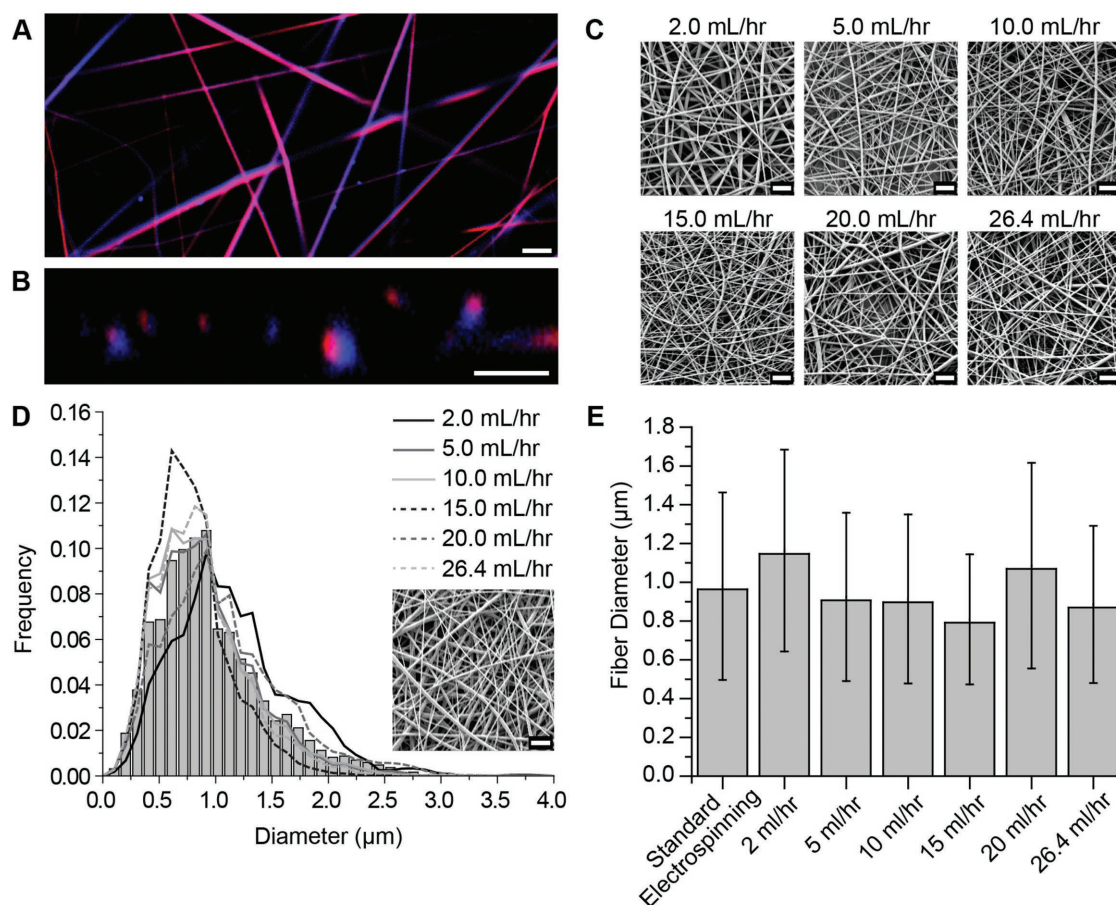 A
B
C
2.0 mL/hr
5.0 mL/hr
10.0 mL/hr
15.0 mL/hr
20.0 mL/hr
26.4 mL/hr
D
Frequency
0.16
0.14
0.12
0.10
0.08
0.06
0.04
0.02
0.00
0.0
0.5
1.0
1.5
2.0
2.5
3.0
3.5
4.0
Diameter (μm)
2.0 mL/hr
5.0 mL/hr
10.0 mL/hr
15.0 mL/hr
20.0 mL/hr
26.4 mL/hr
E
Fiber Diameter (μm)
1.8
1.6
1.4
1.2
1.0
0.8
0.6
0.4
0.2
0.0
Standard
Electrospinning
2 ml/hr
5 ml/hr
10 ml/hr
15 ml/hr
20 ml/hr
26.4 ml/hr